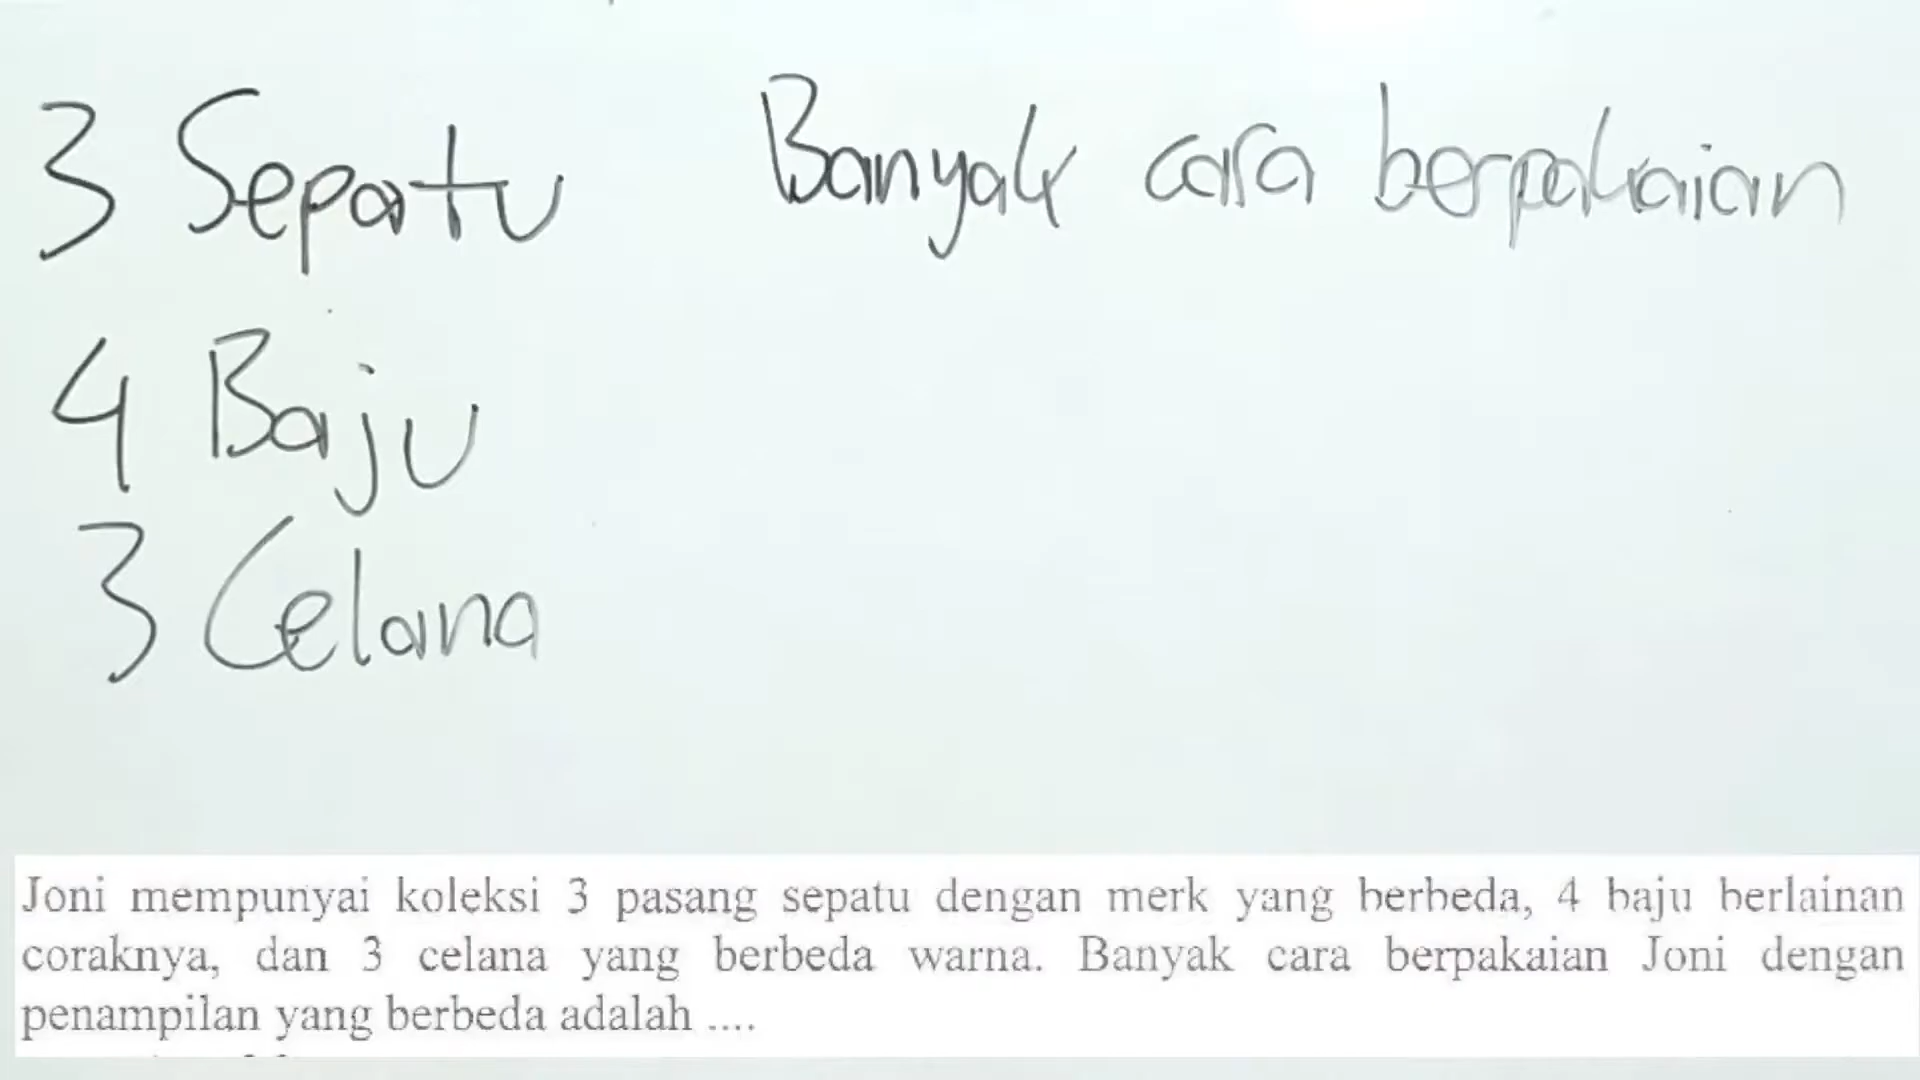 3 Sepatu
Banyak cara berpakaian
4 Baju
3 Celana
Joni mempunyai koleksi 3 pasang sepatu dengan merk yang berbeda, 4 baju berlainan
coraknya, dan 3 celana yang berbeda warna. Banyak cara berpakaian Joni dengan
penampilan yang berbeda adalah ....